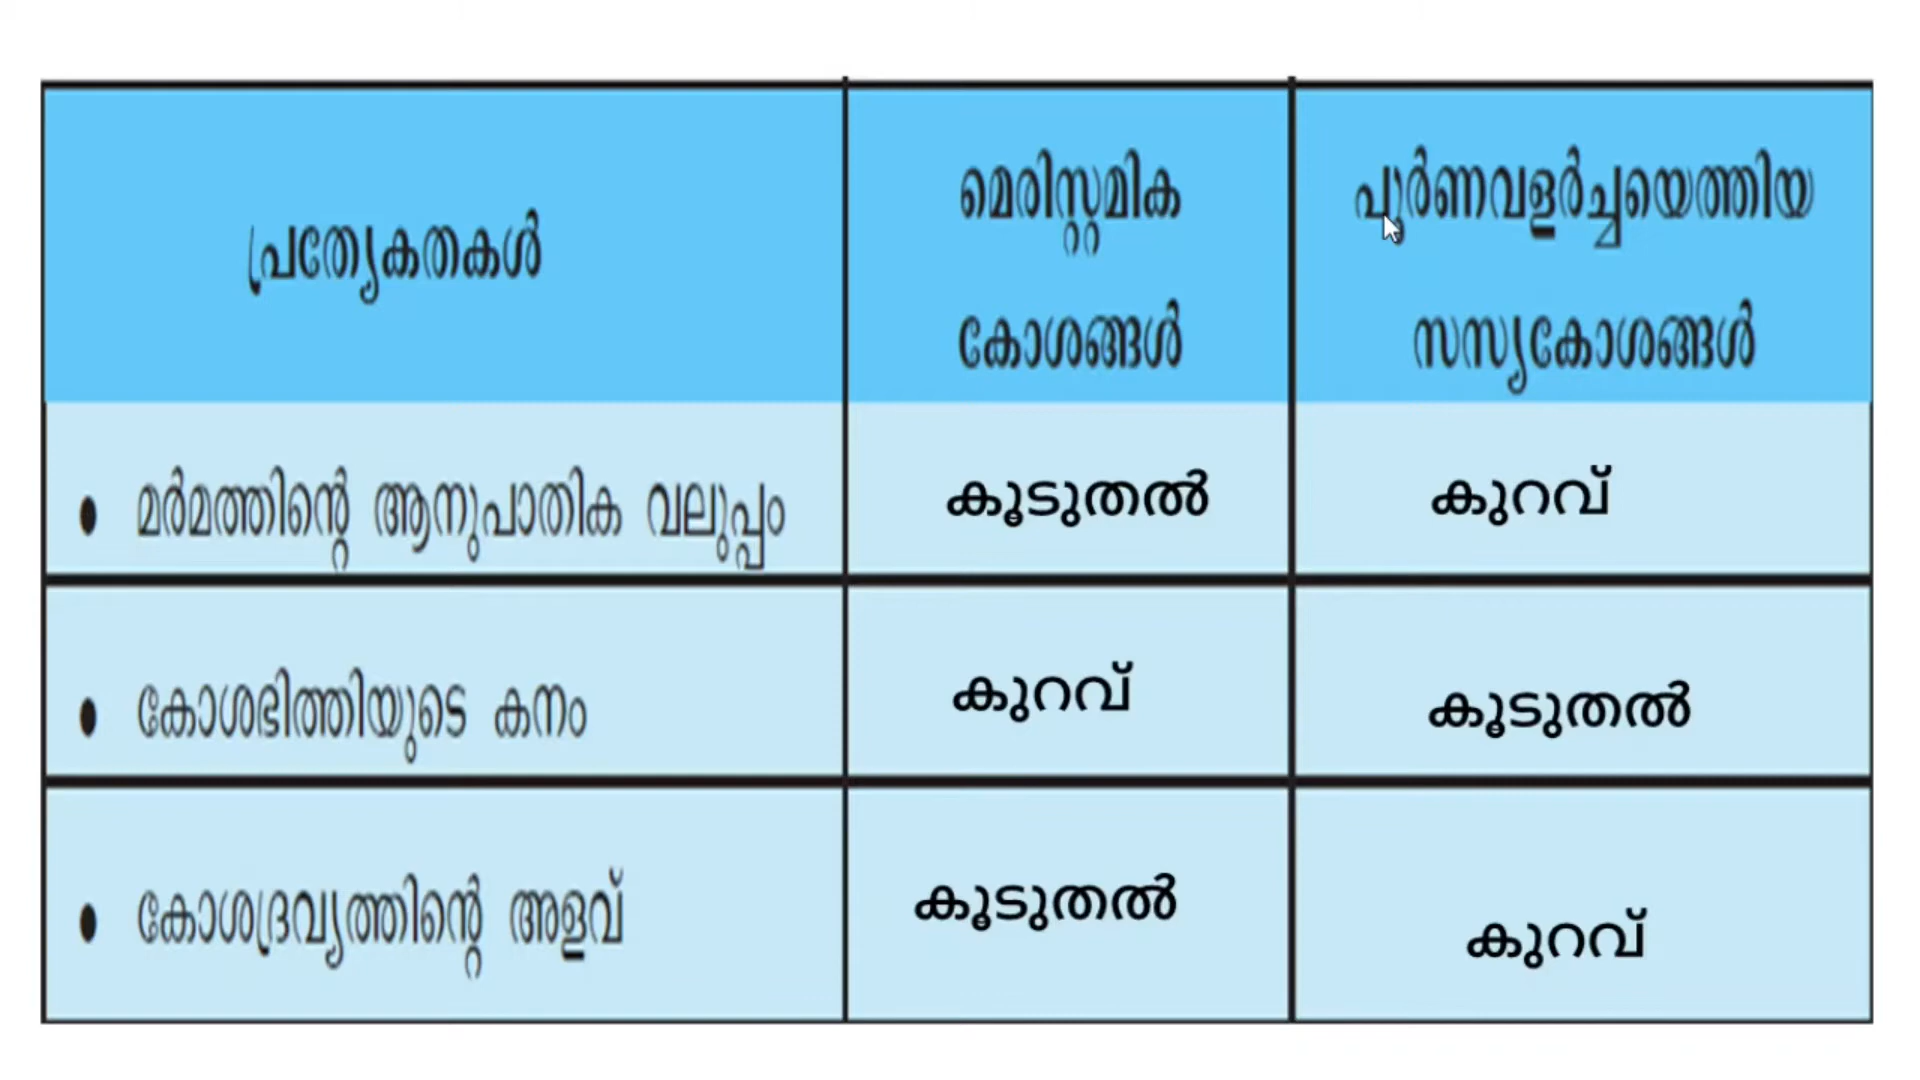 പ്രത്യേകതകൾ
മെരിസ്റ്റമിക
കോശങ്ങൾ
പൂർണവളർച്ചയെത്തിയ
സസ്യകോശങ്ങൾ
• മർമത്തിന്റെ ആനുപാതിക വലുപ്പം
കൂടുതൽ
കുറവ്
• കോശഭിത്തിയുടെ കനം
കുറവ്
കൂടുതൽ
• കോശദ്രവ്യത്തിന്റെ അളവ്
കൂടുതൽ
കുറവ്